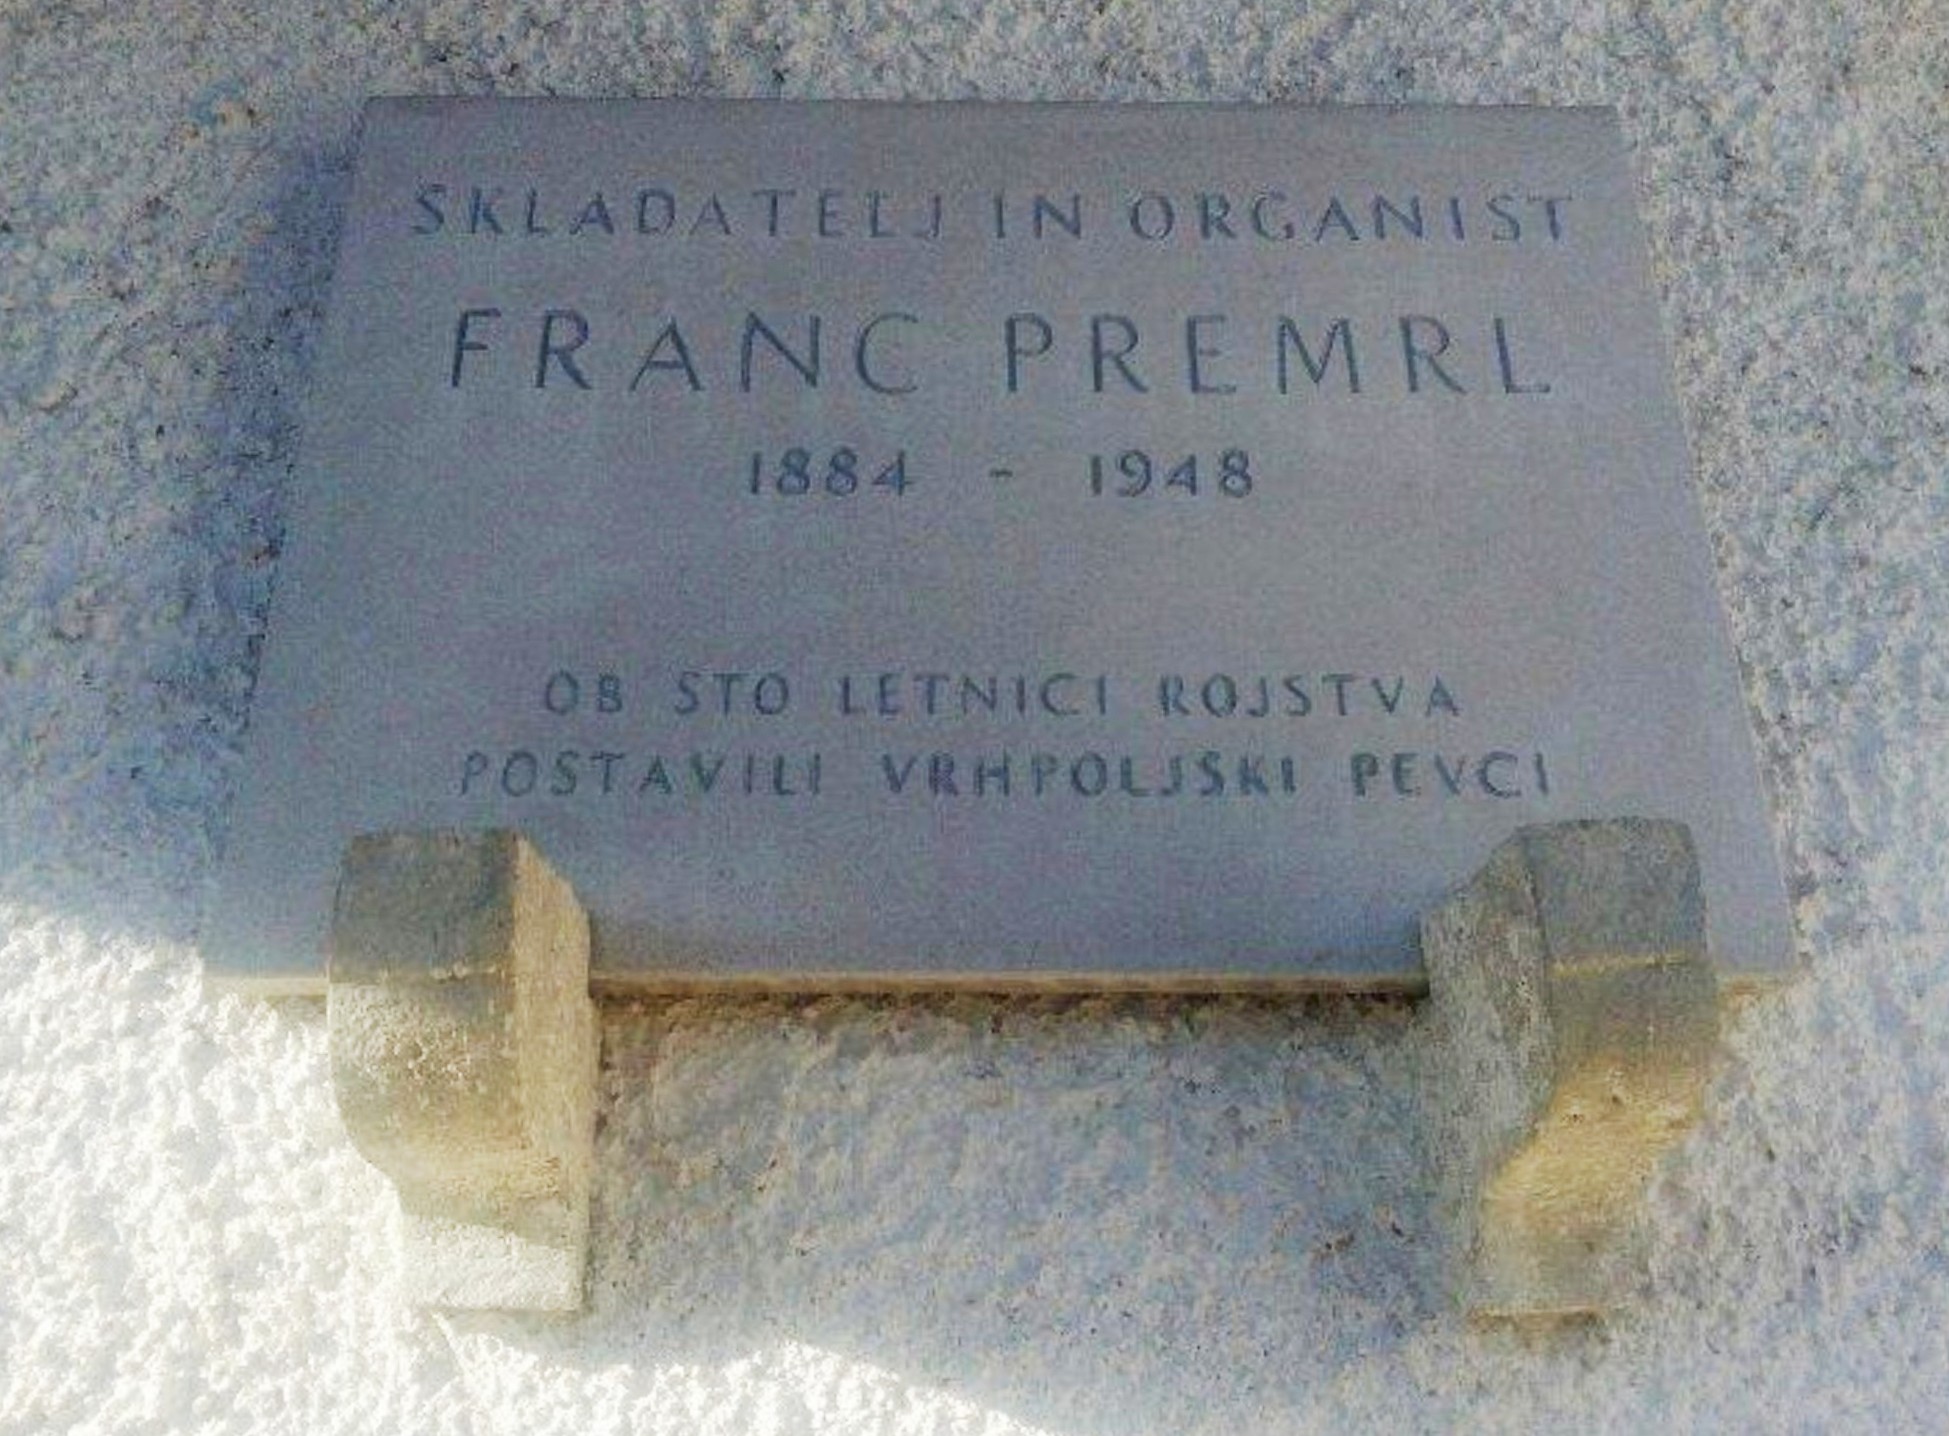 SKLADATELJ IN ORGANIST
FRANC PREMRL
1884 - 1948
OB STO LETNICI ROJSTVA
POSTAVILI VRHPOLJSKI PEVCI